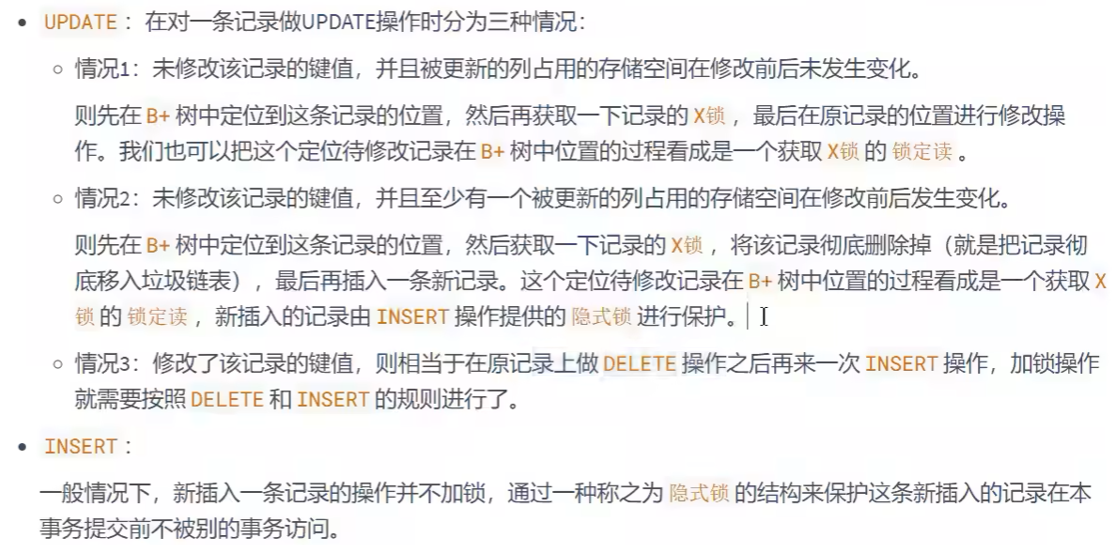 • UPDATE：在对一条记录做UPDATE操作时分为三种情况：
○ 情况1：未修改该记录的键值，并且被更新的列占用的存储空间在修改前后未发生变化。
则先在 B+ 树中定位到这条记录的位置，然后再获取一下记录的 X锁，最后在原记录的位置进行修改操
作。我们也可以把这个定位待修改记录在 B+ 树中位置的过程看成是一个获取 X锁 的 锁定读。
○ 情况2：未修改该记录的键值，并且至少有一个被更新的列占用的存储空间在修改前后发生变化。
则先在 B+ 树中定位到这条记录的位置，然后获取一下记录的 X锁，将该记录彻底删除掉（就是把记录彻
底移入垃圾链表），最后再插入一条新记录。这个定位待修改记录在 B+ 树中位置的过程看成是一个获取 X
锁 的 锁定读，新插入的记录由 INSERT 操作提供的 隐式锁 进行保护。
○ 情况3：修改了该记录的键值，则相当于在原记录上做 DELETE 操作之后再来一次 INSERT 操作，加锁操作
就需要按照 DELETE 和 INSERT 的规则进行了。
• INSERT：
一般情况下，新插入一条记录的操作并不加锁，通过一种称之为 隐式锁 的结构来保护这条新插入的记录在本
事务提交前不被别的事务访问。